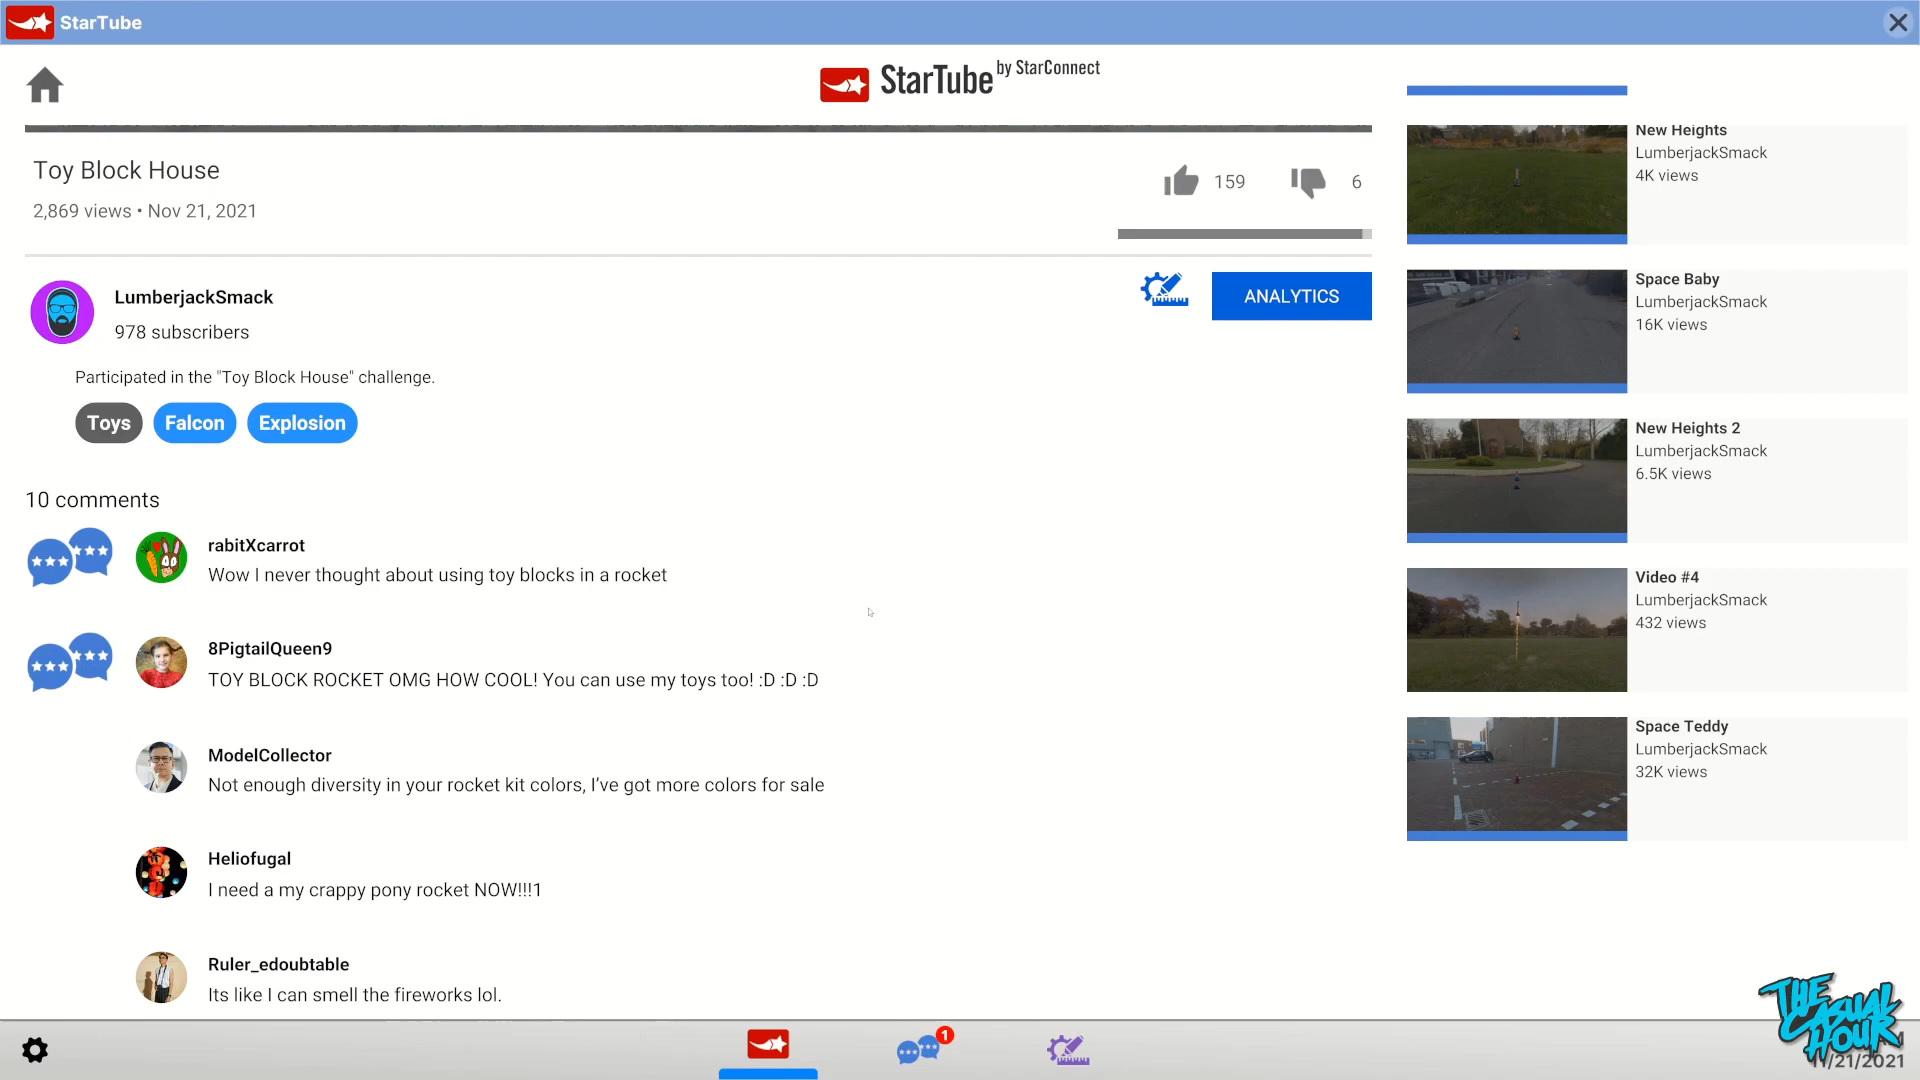 StarTube
StarTube by StarConnect
Toy Block House
2,869 views • Nov 21, 2021
159
6
LumberjackSmack
978 subscribers
ANALYTICS
Participated in the "Toy Block House" challenge.
Toys
Falcon
Explosion
10 comments
rabitXcarrot
Wow I never thought about using toy blocks in a rocket
8PigtailQueen9
TOY BLOCK ROCKET OMG HOW COOL! You can use my toys too! :D :D :D
ModelCollector
Not enough diversity in your rocket kit colors, I've got more colors for sale
Heliofugal
I need a my crappy pony rocket NOW!!!1
Ruler_edoubtable
Its like I can smell the fireworks lol.
New Heights
LumberjackSmack
4K views
Space Baby
LumberjackSmack
16K views
New Heights 2
LumberjackSmack
6.5K views
Video #4
LumberjackSmack
432 views
Space Teddy
LumberjackSmack
32K views
1
THE
CASUAL
HOUR
11/21/2021